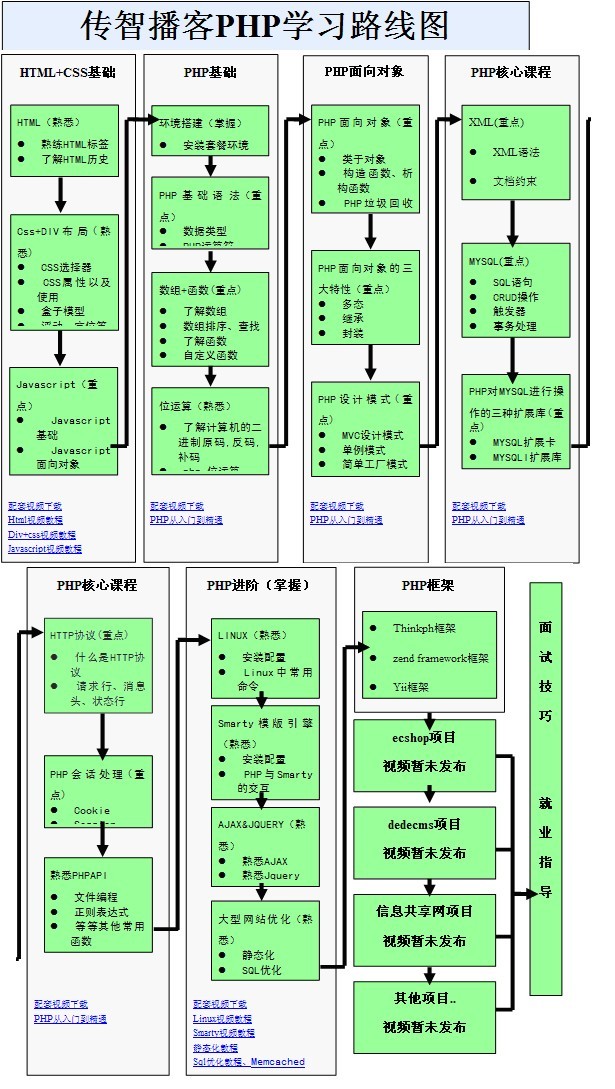 传智播客PHP学习路线图
HTML+CSS基础
HTML（熟悉）
● 熟练HTML标签
● 了解HTML历史
Css+DIV布局（熟悉）
● CSS选择器
● CSS属性以及
使用
● 盒子模型
● 浮动、定位等
Javascript（重
点）
● Javascript
基础
● Javascript
面向对象
配套视频下载
Html视频教程
Div+css视频教程
Javascript视频教程
PHP基础
环境搭建（掌握）
● 安装套餐环境
PHP基础语法（重
点）
● 数据类型
● PHP运算符
数组+函数(重点）
● 了解数组
● 数组排序、查找
● 了解函数
● 自定义函数
位运算（熟悉）
● 了解计算机的二
进制原码,反码,
补码
● php 位运算
配套视频下载
PHP从入门到精通
PHP面向对象
PHP面向对象（重
点）
● 类于对象
● 构造函数、析
构函数
● PHP垃圾回收
PHP面向对象的三
大特性（重点）
● 多态
● 继承
● 封装
PHP设计模式（重
点）
● MVC设计模式
● 单例模式
● 简单工厂模式
配套视频下载
PHP从入门到精通
PHP核心课程
XML(重点）
● XML语法
● 文档约束
MYSQL(重点）
● SQL语句
● CRUD操作
● 触发器
● 事务处理
PHP对MYSQL进行操
作的三种扩展库(重
点）
● MYSQL扩展卡
● MYSQLI扩展库
配套视频下载
PHP从入门到精通
PHP核心课程
HTTP协议(重点）
● 什么是HTTP协
议
● 请求行、消息
头、状态行
PHP会话处理（重
点）
● Cookie
● Session
熟悉PHPAPI
● 文件编程
● 正则表达式
● 等等其他常用
函数
配套视频下载
PHP从入门到精通
PHP进阶（掌握）
LINUX（熟悉）
● 安装配置
● Linux中常用
命令
Smarty模版引擎
（熟悉）
● 安装配置
● PHP与Smarty
的交互
AJAX&JQUERY（熟
悉）
● 熟悉AJAX
● 熟悉Jquery
大型网站优化（熟
悉）
● 静态化
● SQL优化
配套视频下载
Linux视频教程
Smarty视频教程
静态化教程
Sql优化教程、Memcached
PHP框架
● Thinkph框架
● zend framework框架
● Yii框架
ecshop项目
视频暂未发布
dedecms项目
视频暂未发布
信息共享网项目
视频暂未发布
其他项目..
视频暂未发布
面试技巧
就业指导